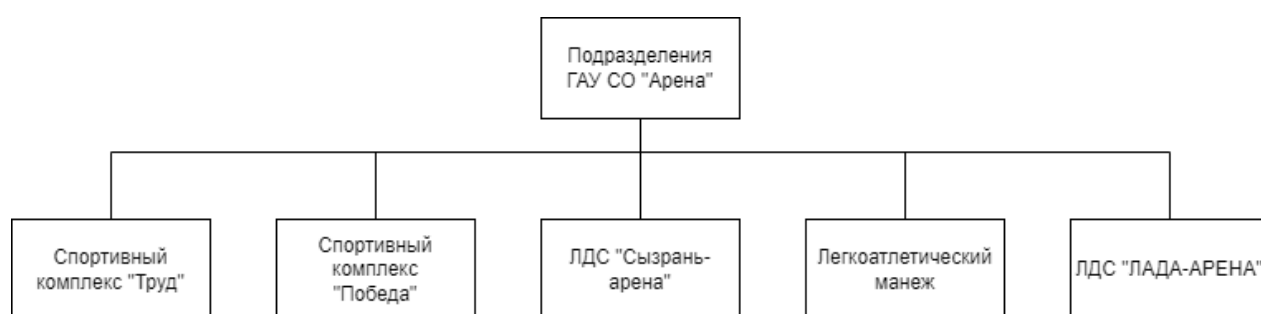 Подразделения
ГАУ СО "Арена"
Спортивный
комплекс "Труд"
Спортивный
комплекс
"Победа"
ЛДС "Сызрань-
арена"
Легкоатлетический
манеж
ЛДС "ЛАДА-АРЕНА"